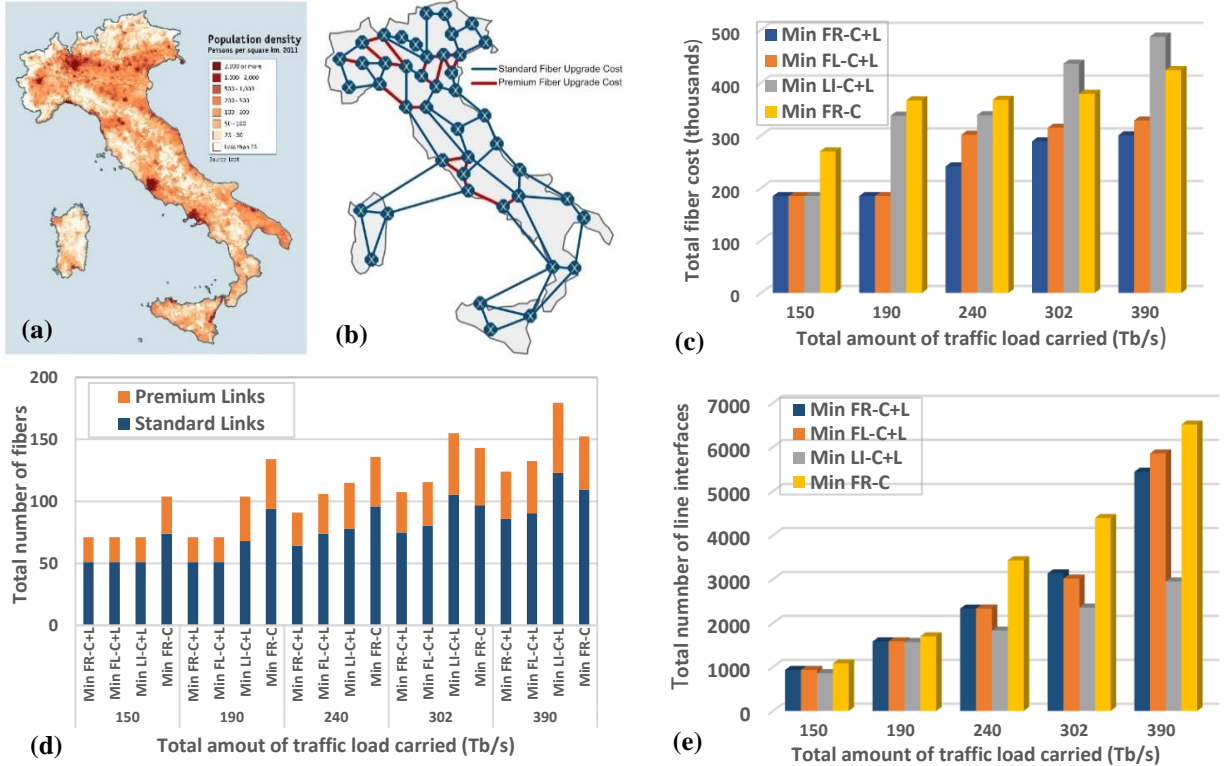 Population density
Persons per square km. 2011
2,000 or more
1,000 - 2,000
500 - 1,000
200 - 500
100 - 200
50 - 100
25 - 50
Less than 25
Source: Istat
(a)
Standard Fiber Upgrade Cost
Premium Fiber Upgrade Cost
(b)
Total fiber cost (thousands)
500
400
300
200
100
0
Min FR-C+L
Min FL-C+L
Min LI-C+L
Min FR-C
150 190 240 302 390
Total amount of traffic load carried (Tb/s)
(c)
Total number of fibers
200
150
100
50
0
Premium Links
Standard Links
Min FR-C+L
Min FL-C+L
Min LI-C+L
Min FR-C
Min FR-C+L
Min FL-C+L
Min LI-C+L
Min FR-C
Min FR-C+L
Min FL-C+L
Min LI-C+L
Min FR-C
Min FR-C+L
Min FL-C+L
Min LI-C+L
Min FR-C
Min FR-C+L
Min FL-C+L
Min LI-C+L
Min FR-C
150 190 240 302 390
Total amout of traffic load carried (Tb/s)
(d)
Total numnber of line interfaces
7000
6000
5000
4000
3000
2000
1000
0
Min FR-C+L
Min FL-C+L
Min LI-C+L
Min FR-C
150 190 240 302 390
Total amount of traffic load carried (Tb/s)
(e)